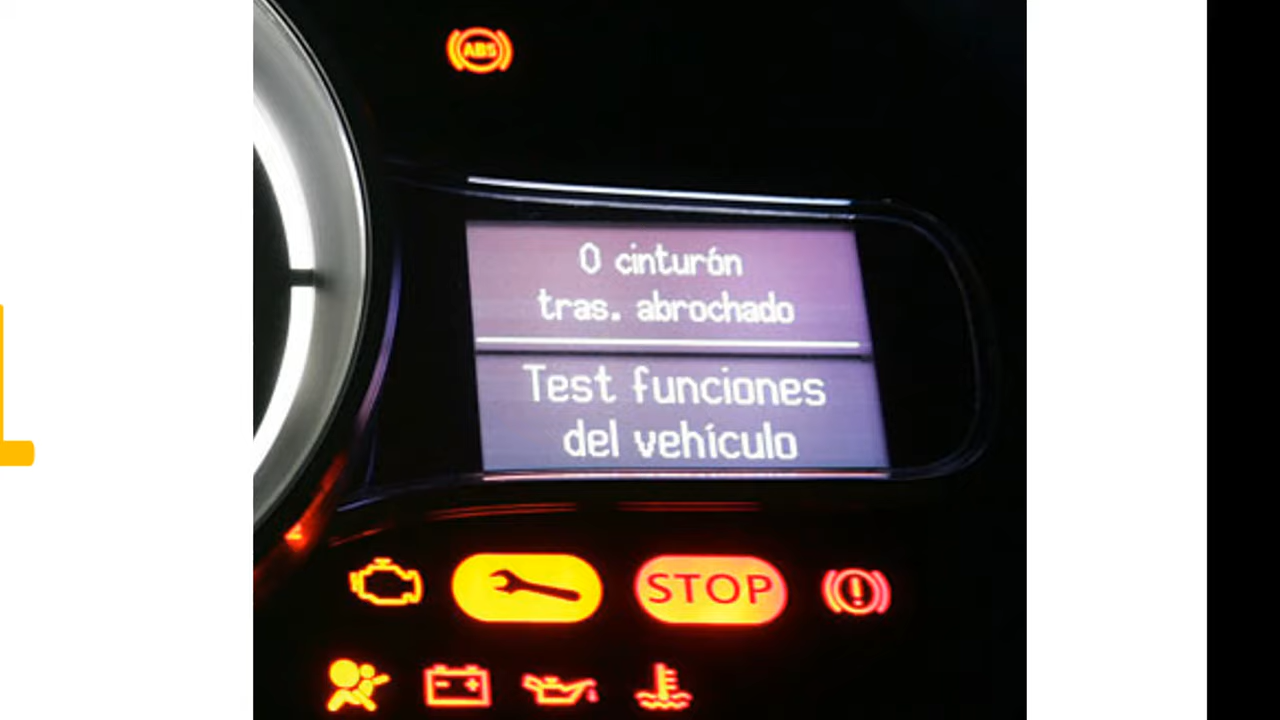 ABS
0 cinturón
tras. abrochado
Test funciones
del vehículo
STOP